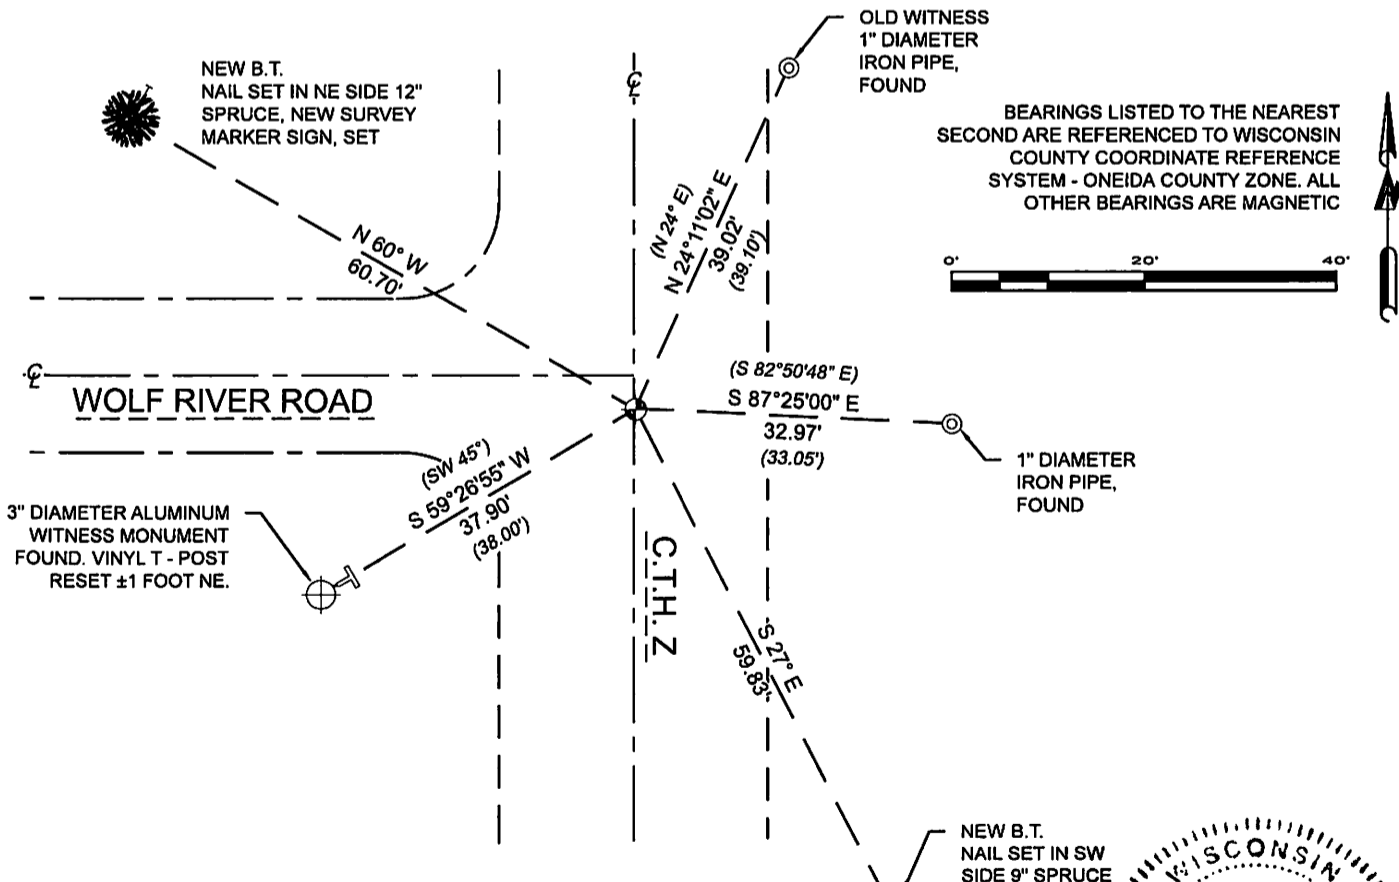 OLD WITNESS
1" DIAMETER
IRON PIPE,
FOUND
NEW B.T.
NAIL SET IN NE SIDE 12"
SPRUCE, NEW SURVEY
MARKER SIGN, SET
℄
BEARINGS LISTED TO THE NEAREST
SECOND ARE REFERENCED TO WISCONSIN
COUNTY COORDINATE REFERENCE
SYSTEM - ONEIDA COUNTY ZONE. ALL
OTHER BEARINGS ARE MAGNETIC
N
0' 20' 40'
N 60° W
60.70'
(N 24° E)
N 24°11'02" E
39.02'
(39.10')
℄
WOLF RIVER ROAD
(S 82°50'48" E)
S 87°25'00" E
32.97'
(33.05')
1" DIAMETER
IRON PIPE,
FOUND
(SW 45°)
S 59°26'55" W
37.90'
(38.00')
3" DIAMETER ALUMINUM
WITNESS MONUMENT
FOUND. VINYL T - POST
RESET ±1 FOOT NE.
C.T.H. Z
S 27° E
59.83'
NEW B.T.
NAIL SET IN SW
SIDE 9" SPRUCE
WISCONSIN